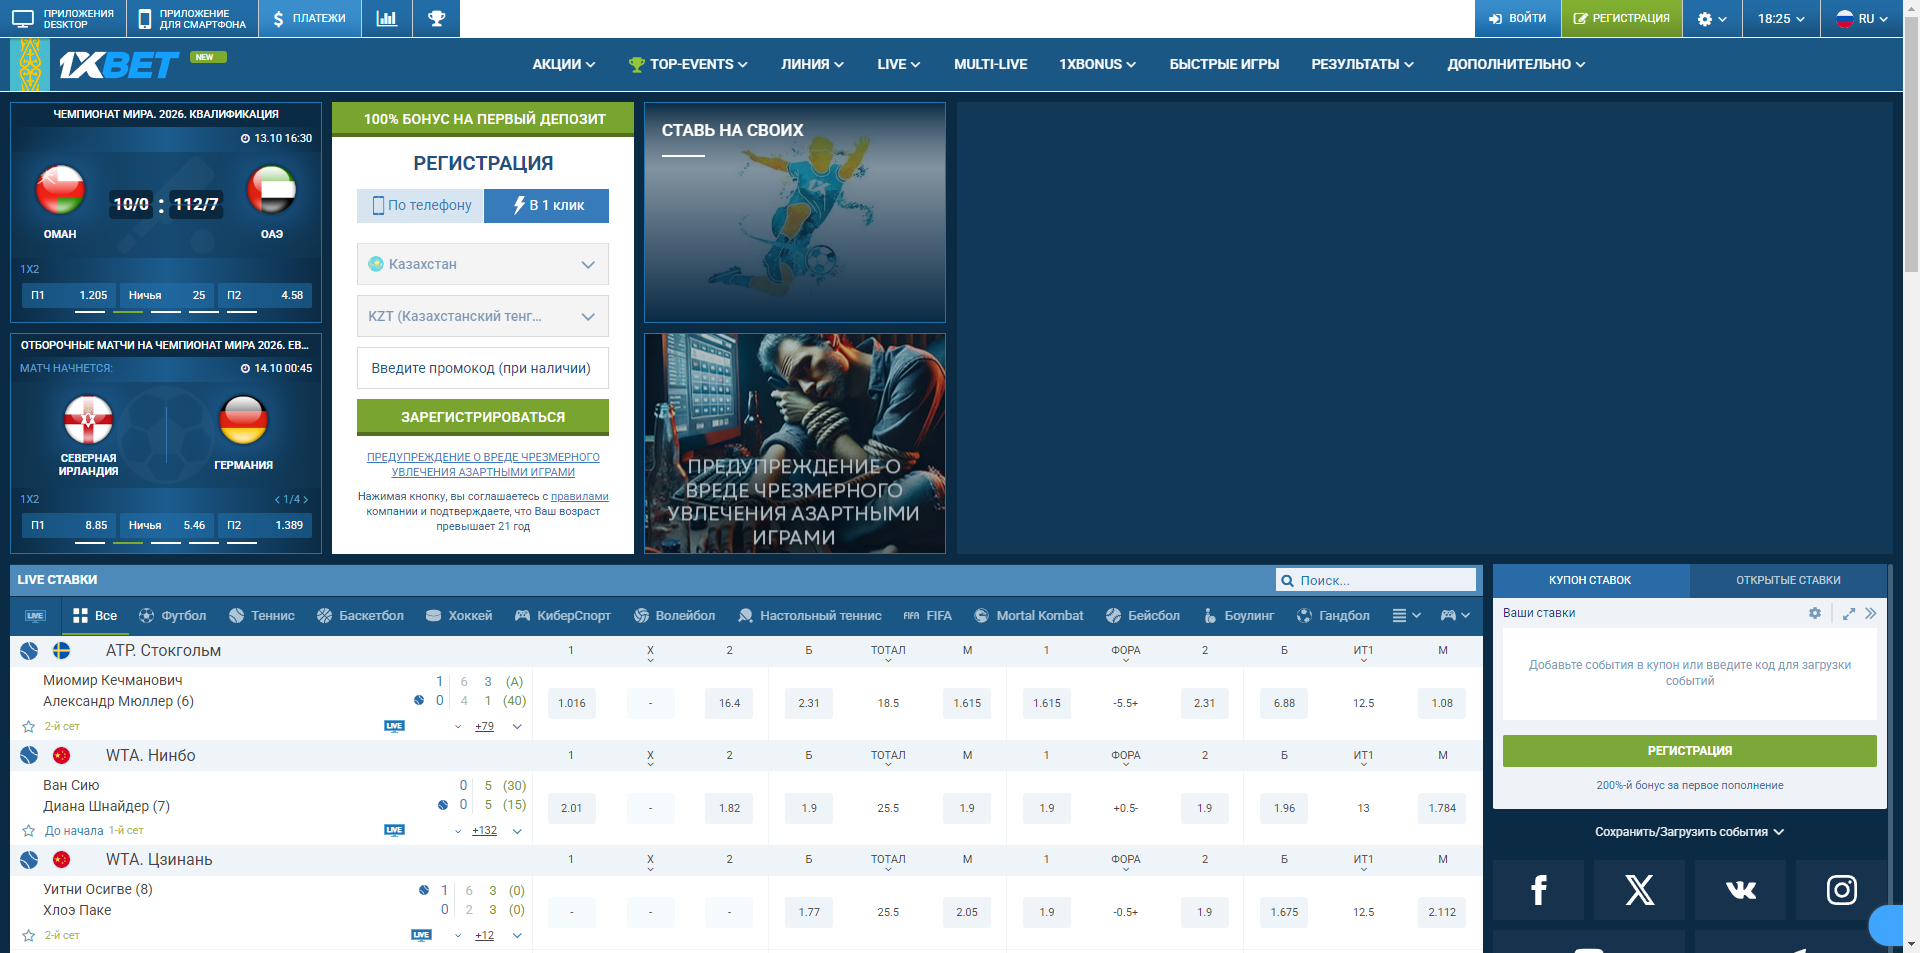 ПРИЛОЖЕНИЯ
DESKTOP
ПРИЛОЖЕНИЕ
ДЛЯ СМАРТФОНА
ПЛАТЕЖИ
ВОЙТИ
РЕГИСТРАЦИЯ
18:25
RU
1XBET
NEW
АКЦИИ
TOP-EVENTS
ЛИНИЯ
LIVE
MULTI-LIVE
1XBONUS
БЫСТРЫЕ ИГРЫ
РЕЗУЛЬТАТЫ
ДОПОЛНИТЕЛЬНО
ЧЕМПИОНАТ МИРА. 2026. КВАЛИФИКАЦИЯ
13.10 16:30
10/0 : 112/7
ОМАН
ОАЭ
1X2
П1 1.205 Ничья 25 П2 4.58
ОТБОРОЧНЫЕ МАТЧИ НА ЧЕМПИОНАТ МИРА 2026. ЕВ...
МАТЧ НАЧНЕТСЯ: 14.10 00:45
СЕВЕРНАЯ
ИРЛАНДИЯ
ГЕРМАНИЯ
1X2 < 1/4 >
П1 8.85 Ничья 5.46 П2 1.389
100% БОНУС НА ПЕРВЫЙ ДЕПОЗИТ
РЕГИСТРАЦИЯ
По телефону
В 1 клик
Казахстан
KZT (Казахстанский тенг...
Введите промокод (при наличии)
ЗАРЕГИСТРИРОВАТЬСЯ
ПРЕДУПРЕЖДЕНИЕ О ВРЕДЕ ЧРЕЗМЕРНОГО
УВЛЕЧЕНИЯ АЗАРТНЫМИ ИГРАМИ
Нажимая кнопку, вы соглашаетесь с правилами
компании и подтверждаете, что Ваш возраст
превышает 21 год
СТАВЬ НА СВОИХ
1X
ПРЕДУПРЕЖДЕНИЕ О
ВРЕДЕ ЧРЕЗМЕРНОГО
УВЛЕЧЕНИЯ АЗАРТНЫМИ
ИГРАМИ
LIVE СТАВКИ
Поиск...
LIVE Все Футбол Теннис Баскетбол Хоккей КиберСпорт Волейбол Настольный теннис FIFA FIFA Mortal Kombat Бейсбол Боулинг Гандбол
ATP. Стокгольм 1 X 2 Б ТОТАЛ М 1 ФОРА 2 Б ИТ1 М
Миомир Кечманович 1 6 3 (A)
Александр Мюллер (6) 0 4 1 (40)
1.016 - 16.4 2.31 18.5 1.615 1.615 -5.5+ 2.31 6.88 12.5 1.08
2-й сет LIVE +79
WTA. Нинбо 1 X 2 Б ТОТАЛ М 1 ФОРА 2 Б ИТ1 М
Ван Сию 0 5 (30)
Диана Шнайдер (7) 0 5 (15)
2.01 - 1.82 1.9 25.5 1.9 1.9 +0.5- 1.9 1.96 13 1.784
До начала 1-й сет LIVE +132
WTA. Цзинань 1 X 2 Б ТОТАЛ М 1 ФОРА 2 Б ИТ1 М
Уитни Осигве (8) 1 6 3 (0)
Хлоэ Паке 0 2 3 (0)
- - - 1.77 25.5 2.05 1.9 -0.5+ 1.9 1.675 12.5 2.112
2-й сет LIVE +12
КУПОН СТАВОК
ОТКРЫТЫЕ СТАВКИ
Ваши ставки
Добавьте события в купон или введите код для загрузки
событий
РЕГИСТРАЦИЯ
200%-й бонус за первое пополнение
Сохранить/Загрузить события